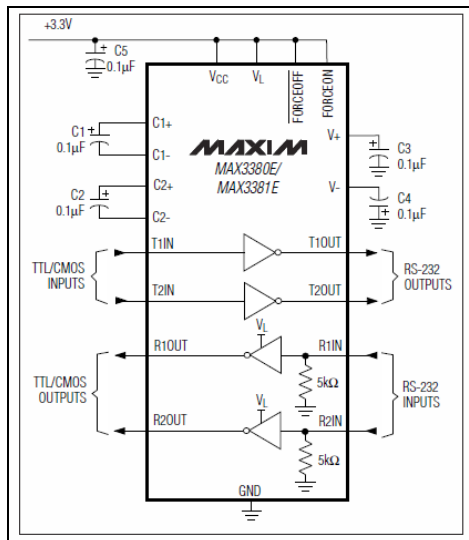 +3.3V
C5
0.1µF
VCC
VL
FORCEOFF
FORCEON
C1+
C1
0.1µF
C1-
C2+
C2
0.1µF
C2-
MAXIM
MAX3380E/
MAX3381E
V+
C3
0.1µF
V-
C4
0.1µF
TTL/CMOS
INPUTS
T1IN
T1OUT
T2IN
T2OUT
RS-232
OUTPUTS
TTL/CMOS
OUTPUTS
R1OUT
VL
R1IN
5kΩ
R2OUT
VL
R2IN
5kΩ
RS-232
INPUTS
GND